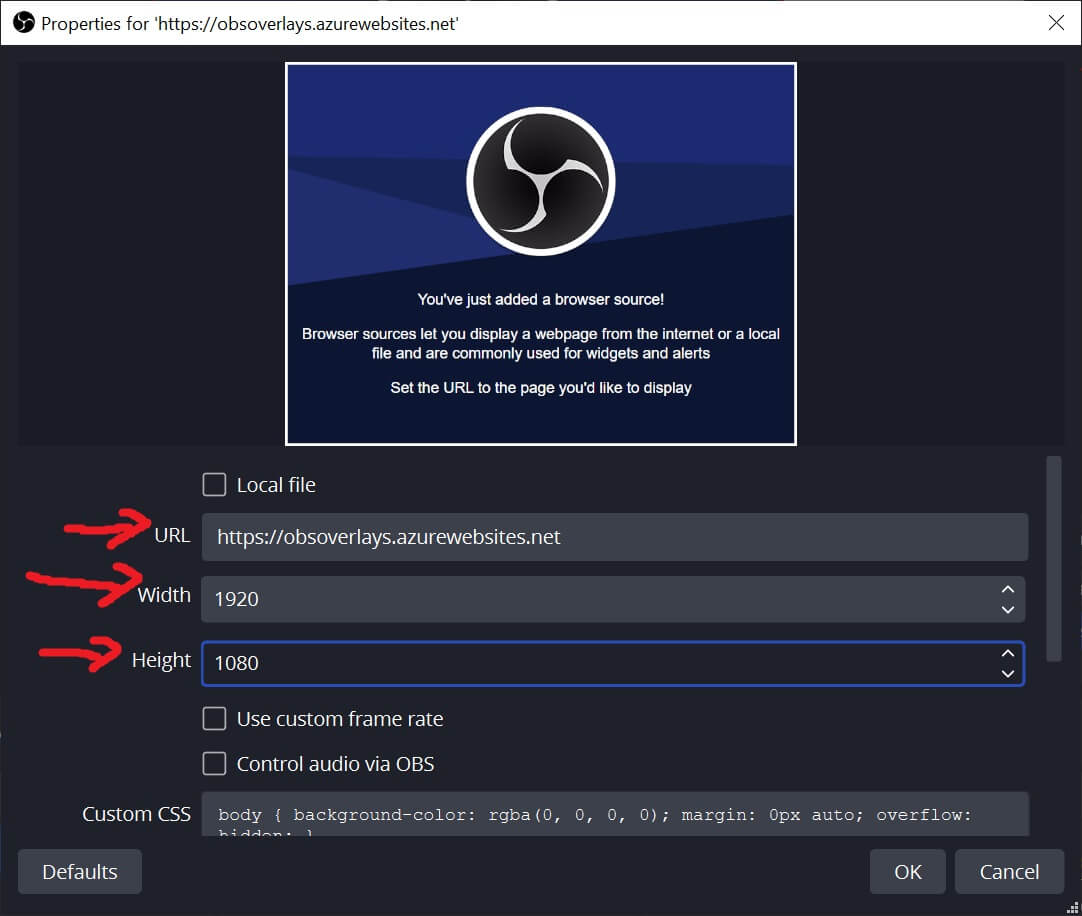 Properties for 'https://obsoverlays.azurewebsites.net'
You've just added a browser source!
Browser sources let you display a webpage from the internet or a local
file and are commonly used for widgets and alerts
Set the URL to the page you'd like to display
Local file
URL https://obsoverlays.azurewebsites.net
Width 1920
Height 1080
Use custom frame rate
Control audio via OBS
Custom CSS body { background-color: rgba(0, 0, 0, 0); margin: 0px auto; overflow:
hidden; }
Defaults OK Cancel